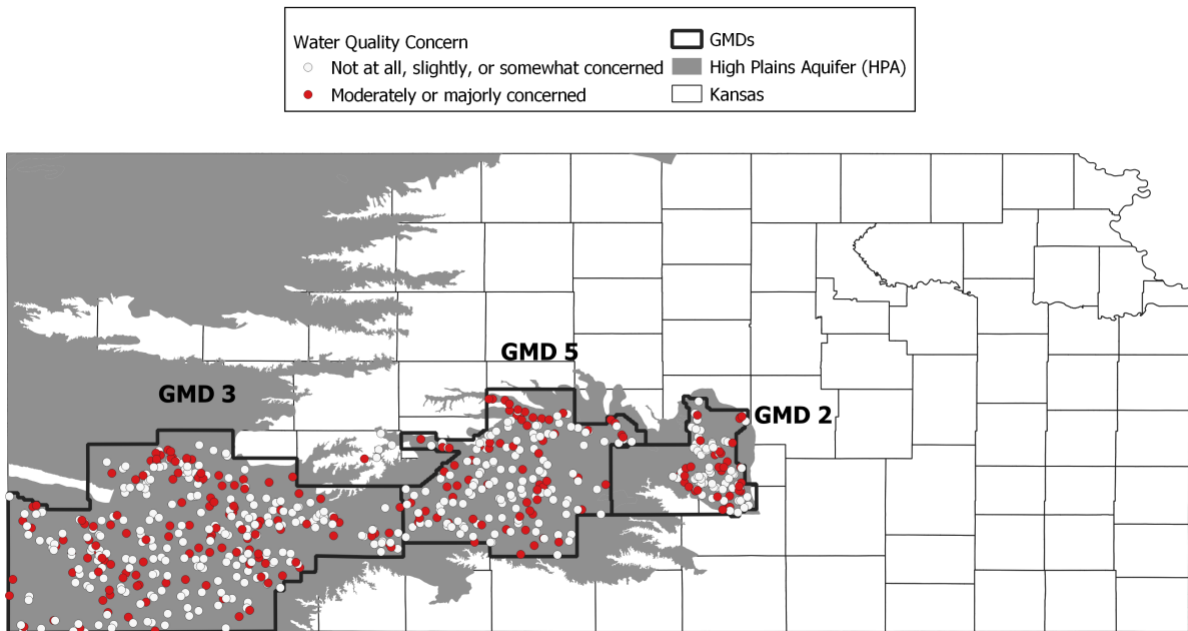 Water Quality Concern
Not at all, slightly, or somewhat concerned
Moderately or majorly concerned
GMDs
High Plains Aquifer (HPA)
Kansas
GMD 5
GMD 3
GMD 2